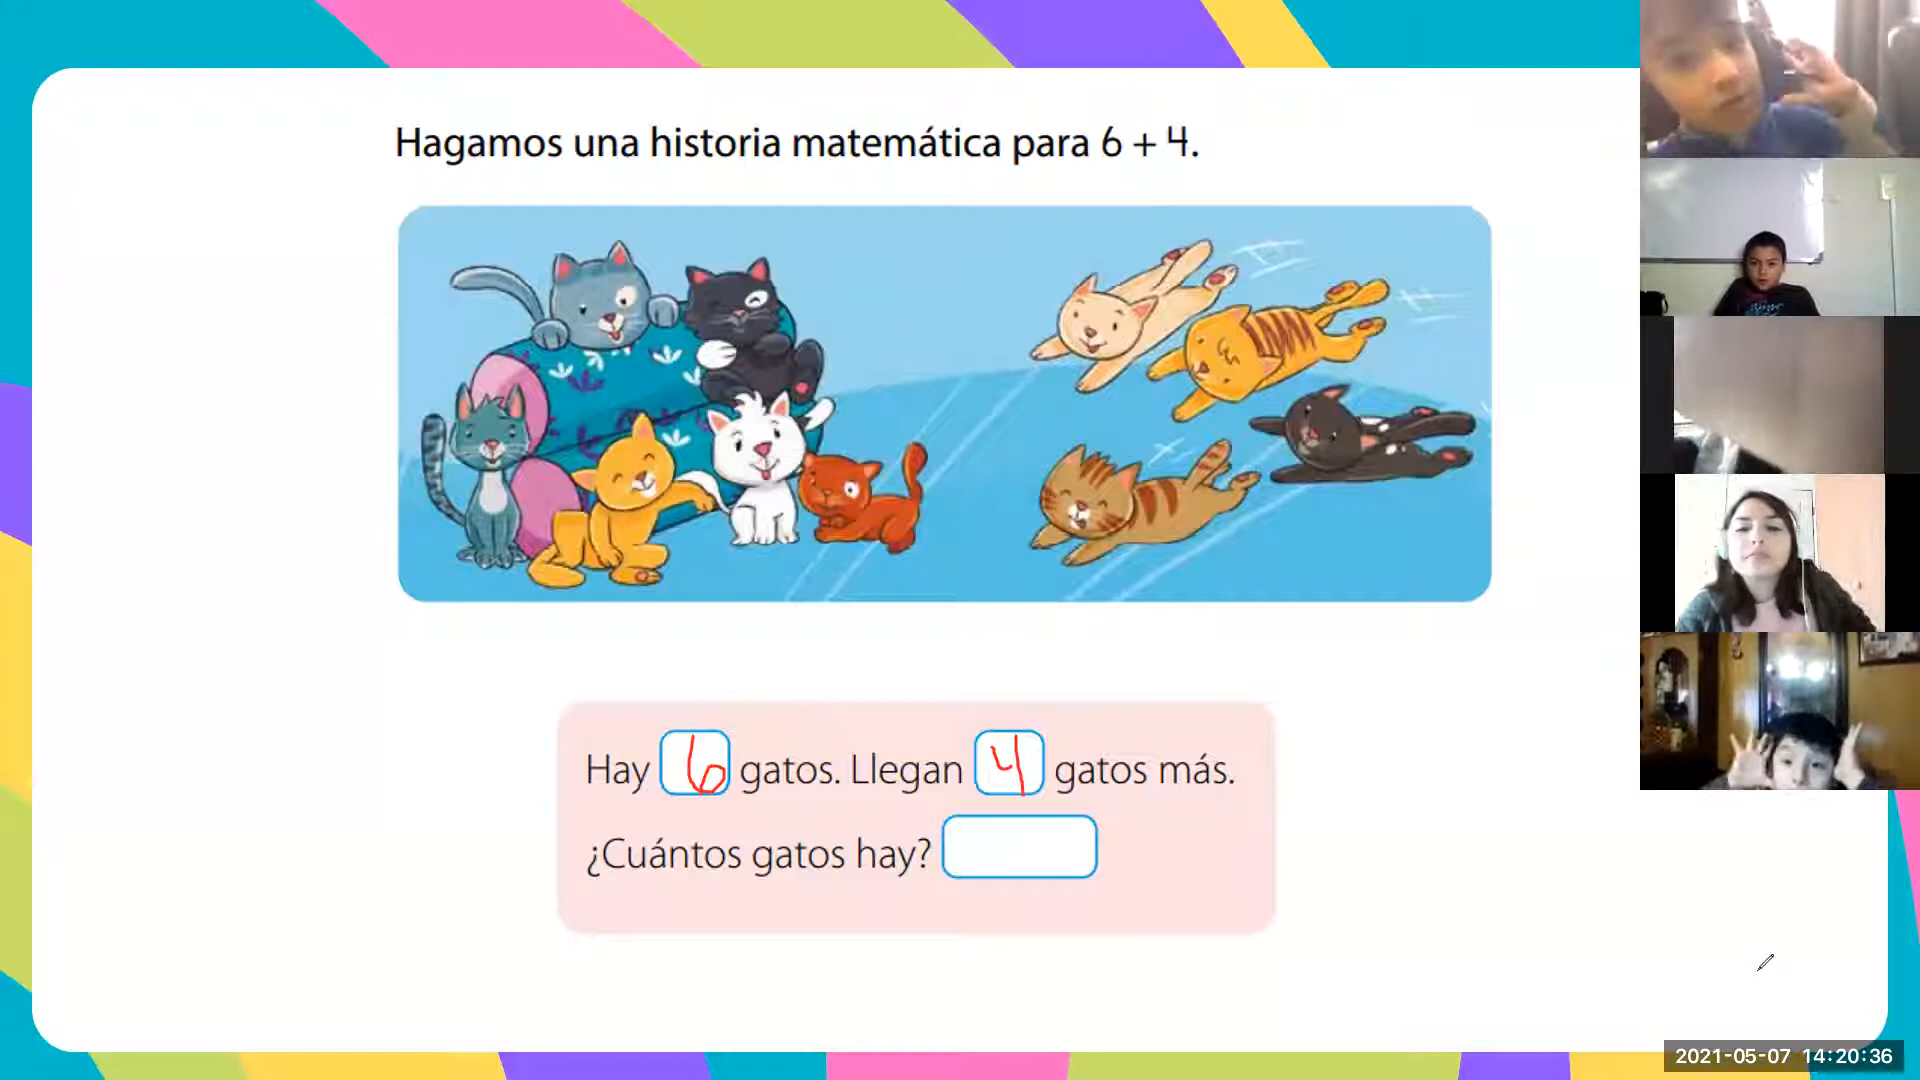 Hagamos una historia matemática para 6 + 4.
Hay 6 gatos. Llegan 4 gatos más.
¿Cuántos gatos hay?
2021-05-07 14:20:36